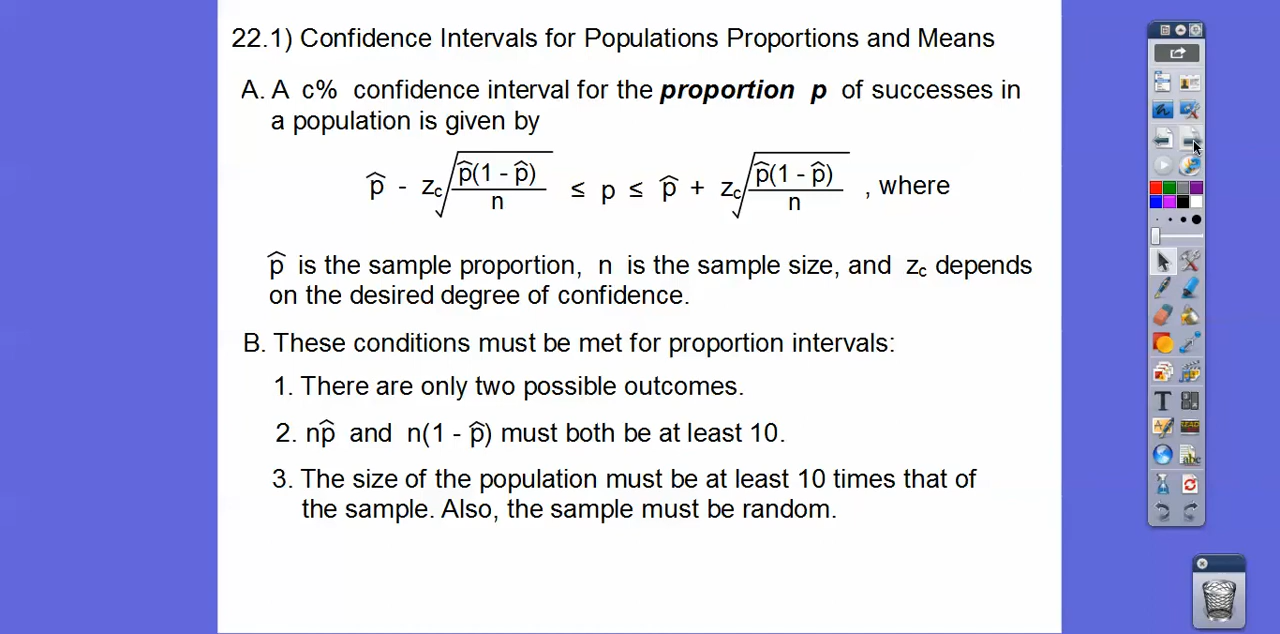 22.1) Confidence Intervals for Populations Proportions and Means
A. A c% confidence interval for the proportion p of successes in
a population is given by
p̂ - zc√(p̂(1 - p̂)/n) ≤ p ≤ p̂ + zc√(p̂(1 - p̂)/n) , where
p̂ is the sample proportion, n is the sample size, and zc depends
on the desired degree of confidence.
B. These conditions must be met for proportion intervals:
1. There are only two possible outcomes.
2. np̂ and n(1 - p̂) must both be at least 10.
3. The size of the population must be at least 10 times that of
the sample. Also, the sample must be random.
T
abc